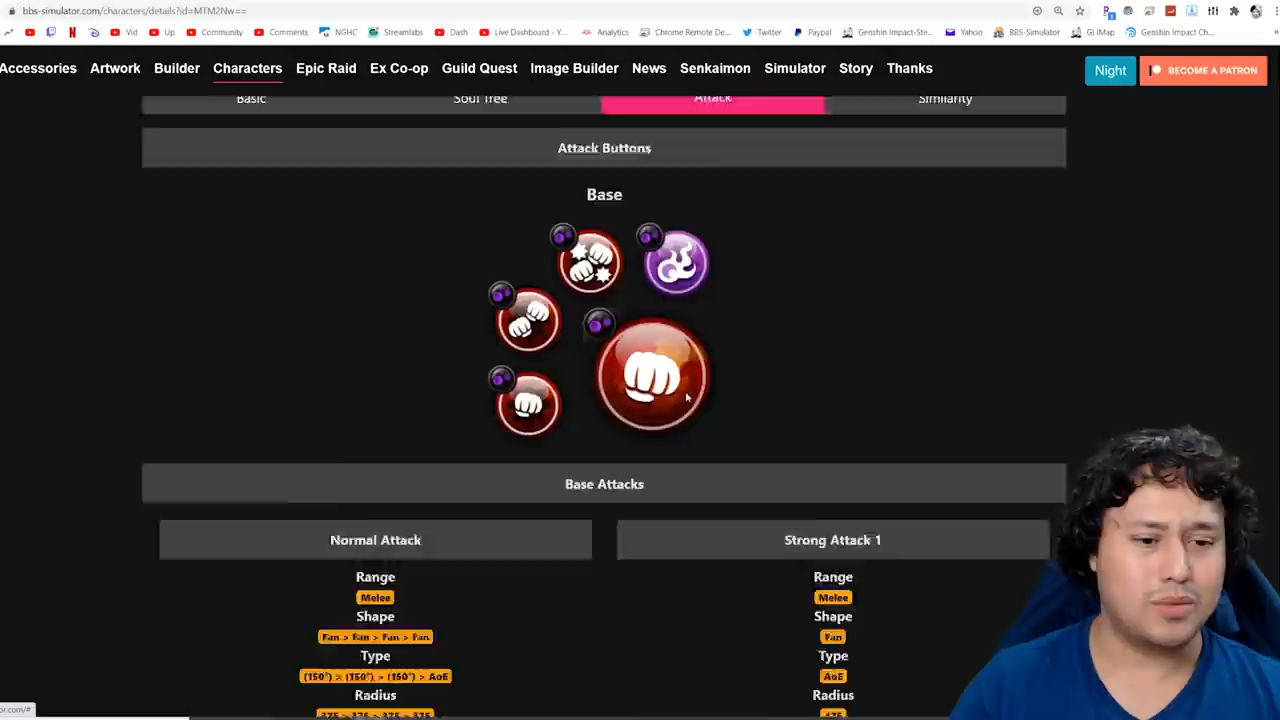 bbs-simulator.com/characters/details?id=MTM2Nw==
Vid
Up
Community
Comments
NGHC
Streamlabs
Dash
Live Dashboard - Y...
Analytics
Chrome Remote De...
Twitter
Paypal
Genshin Impact-Ste...
Yahoo
BBS-Simulator
GI IMap
Genshin Impact Ch...
Accessories Artwork Builder Characters Epic Raid Ex Co-op Guild Quest Image Builder News Senkaimon Simulator Story Thanks
Night
BECOME A PATRON
Basic Soul Tree Attack Similarity
Attack Buttons
Base
Base Attacks
Normal Attack
Range
Melee
Shape
Fan > Fan > Fan > Fan
Type
(150°) > (150°) > (150°) > AoE
Radius
Strong Attack 1
Range
Melee
Shape
Fan
Type
AoE
Radius
or.com/#